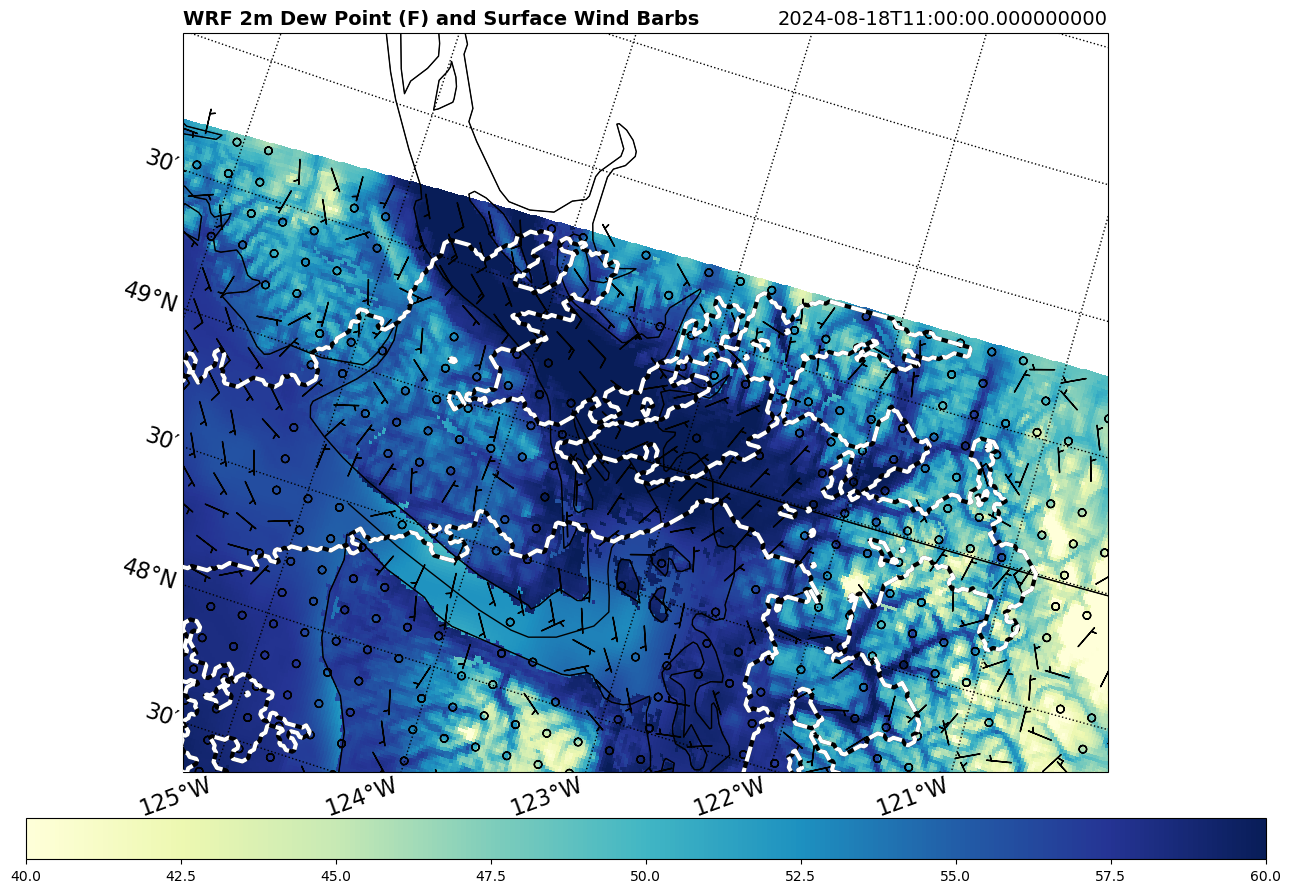 WRF 2m Dew Point (F) and Surface Wind Barbs 2024-08-18T11:00:00.000000000
30′
49°N
30′
48°N
30′
125°W 124°W 123°W 122°W 121°W
40.0 42.5 45.0 47.5 50.0 52.5 55.0 57.5 60.0